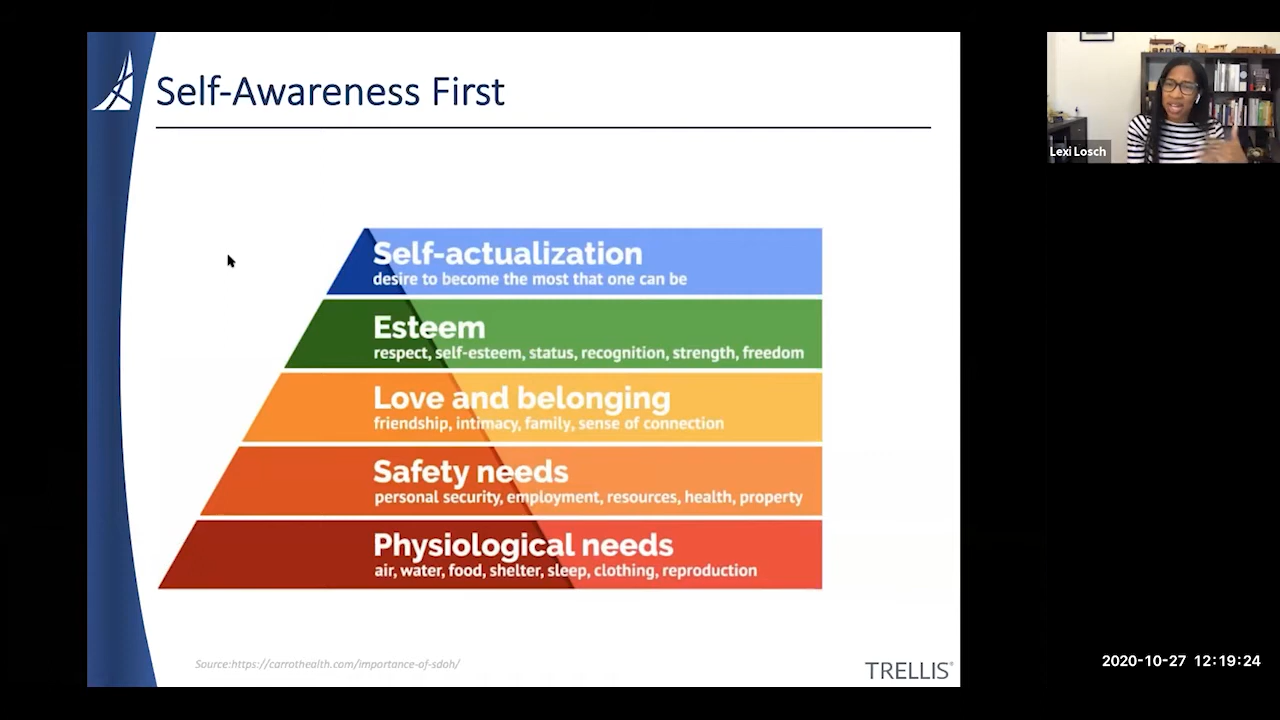 Self-Awareness First
Self-actualization
desire to become the most that one can be
Esteem
respect, self-esteem, status, recognition, strength, freedom
Love and belonging
friendship, intimacy, family, sense of connection
Safety needs
personal security, employment, resources, health, property
Physiological needs
air, water, food, shelter, sleep, clothing, reproduction
Source:https://carrothealth.com/importance-of-sdoh/
TRELLIS®
Lexi Losch
2020-10-27 12:19:24